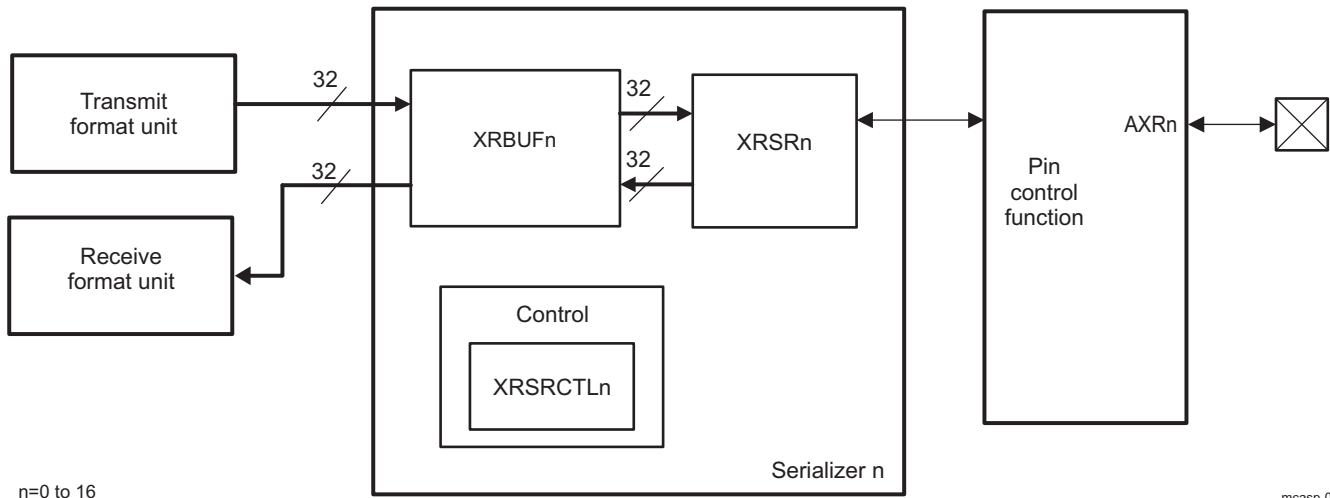 Transmit
format unit
32
32
XRBUFn
32
32
XRSRn
Receive
format unit
Control
XRSRCTLn
Serializer n
Pin
control
function
AXRn
n=0 to 16